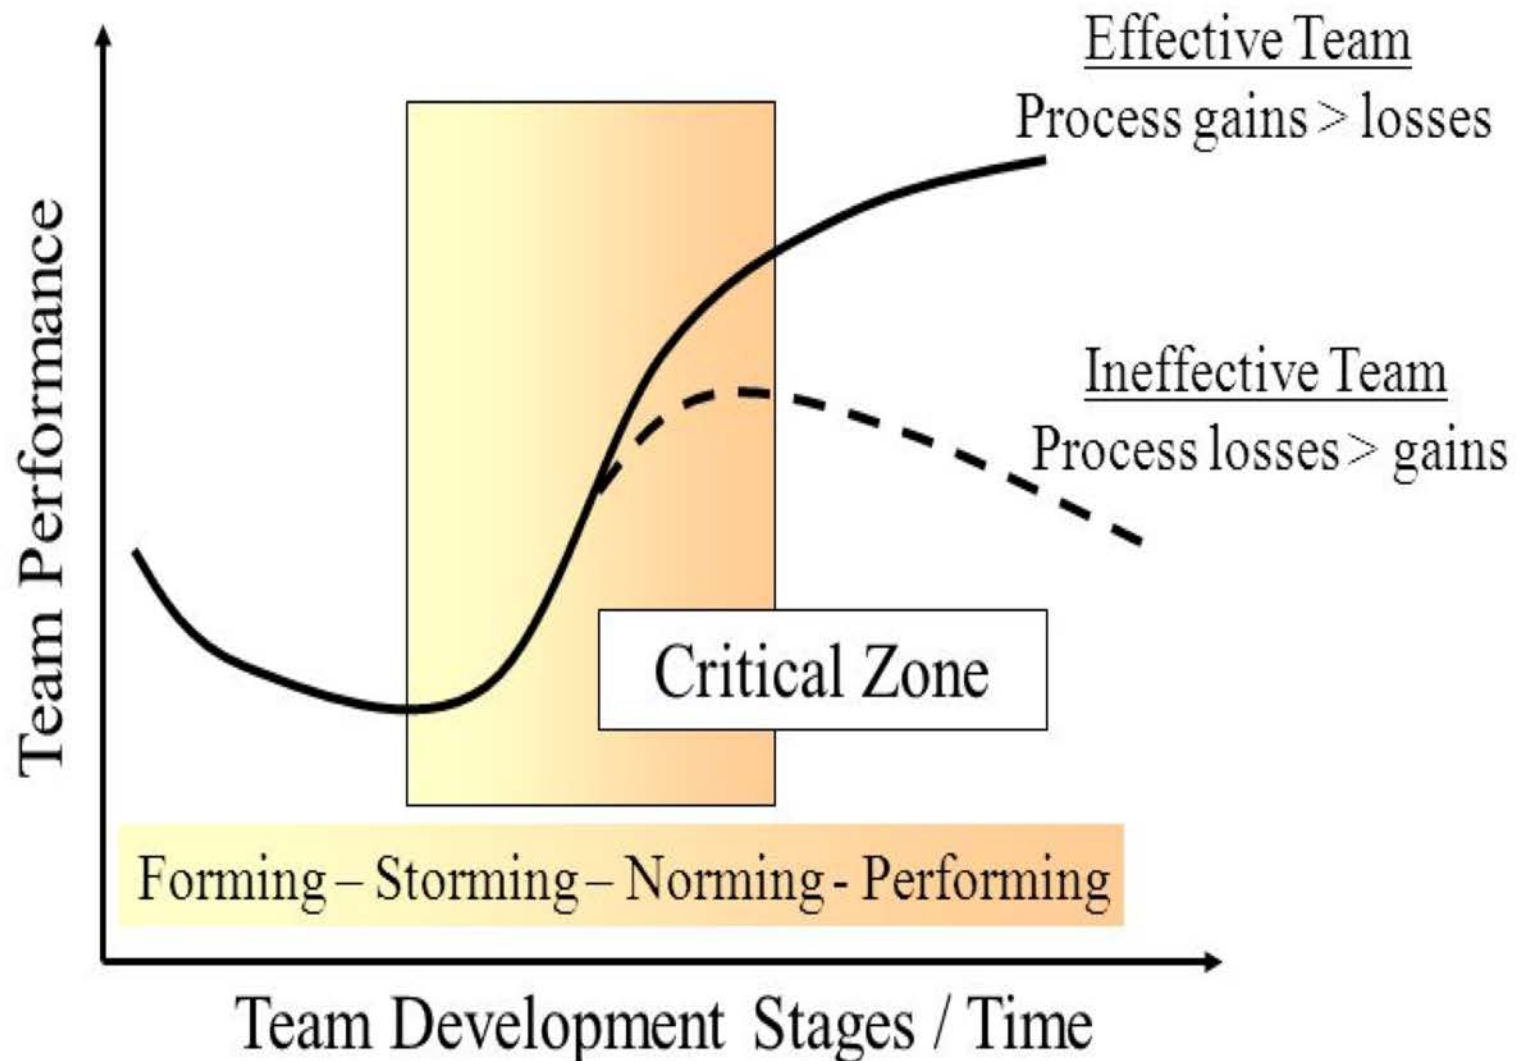 Effective Team
Process gains > losses
Team Performance
Ineffective Team
Process losses > gains
Critical Zone
Forming – Storming – Norming - Performing
Team Development Stages / Time